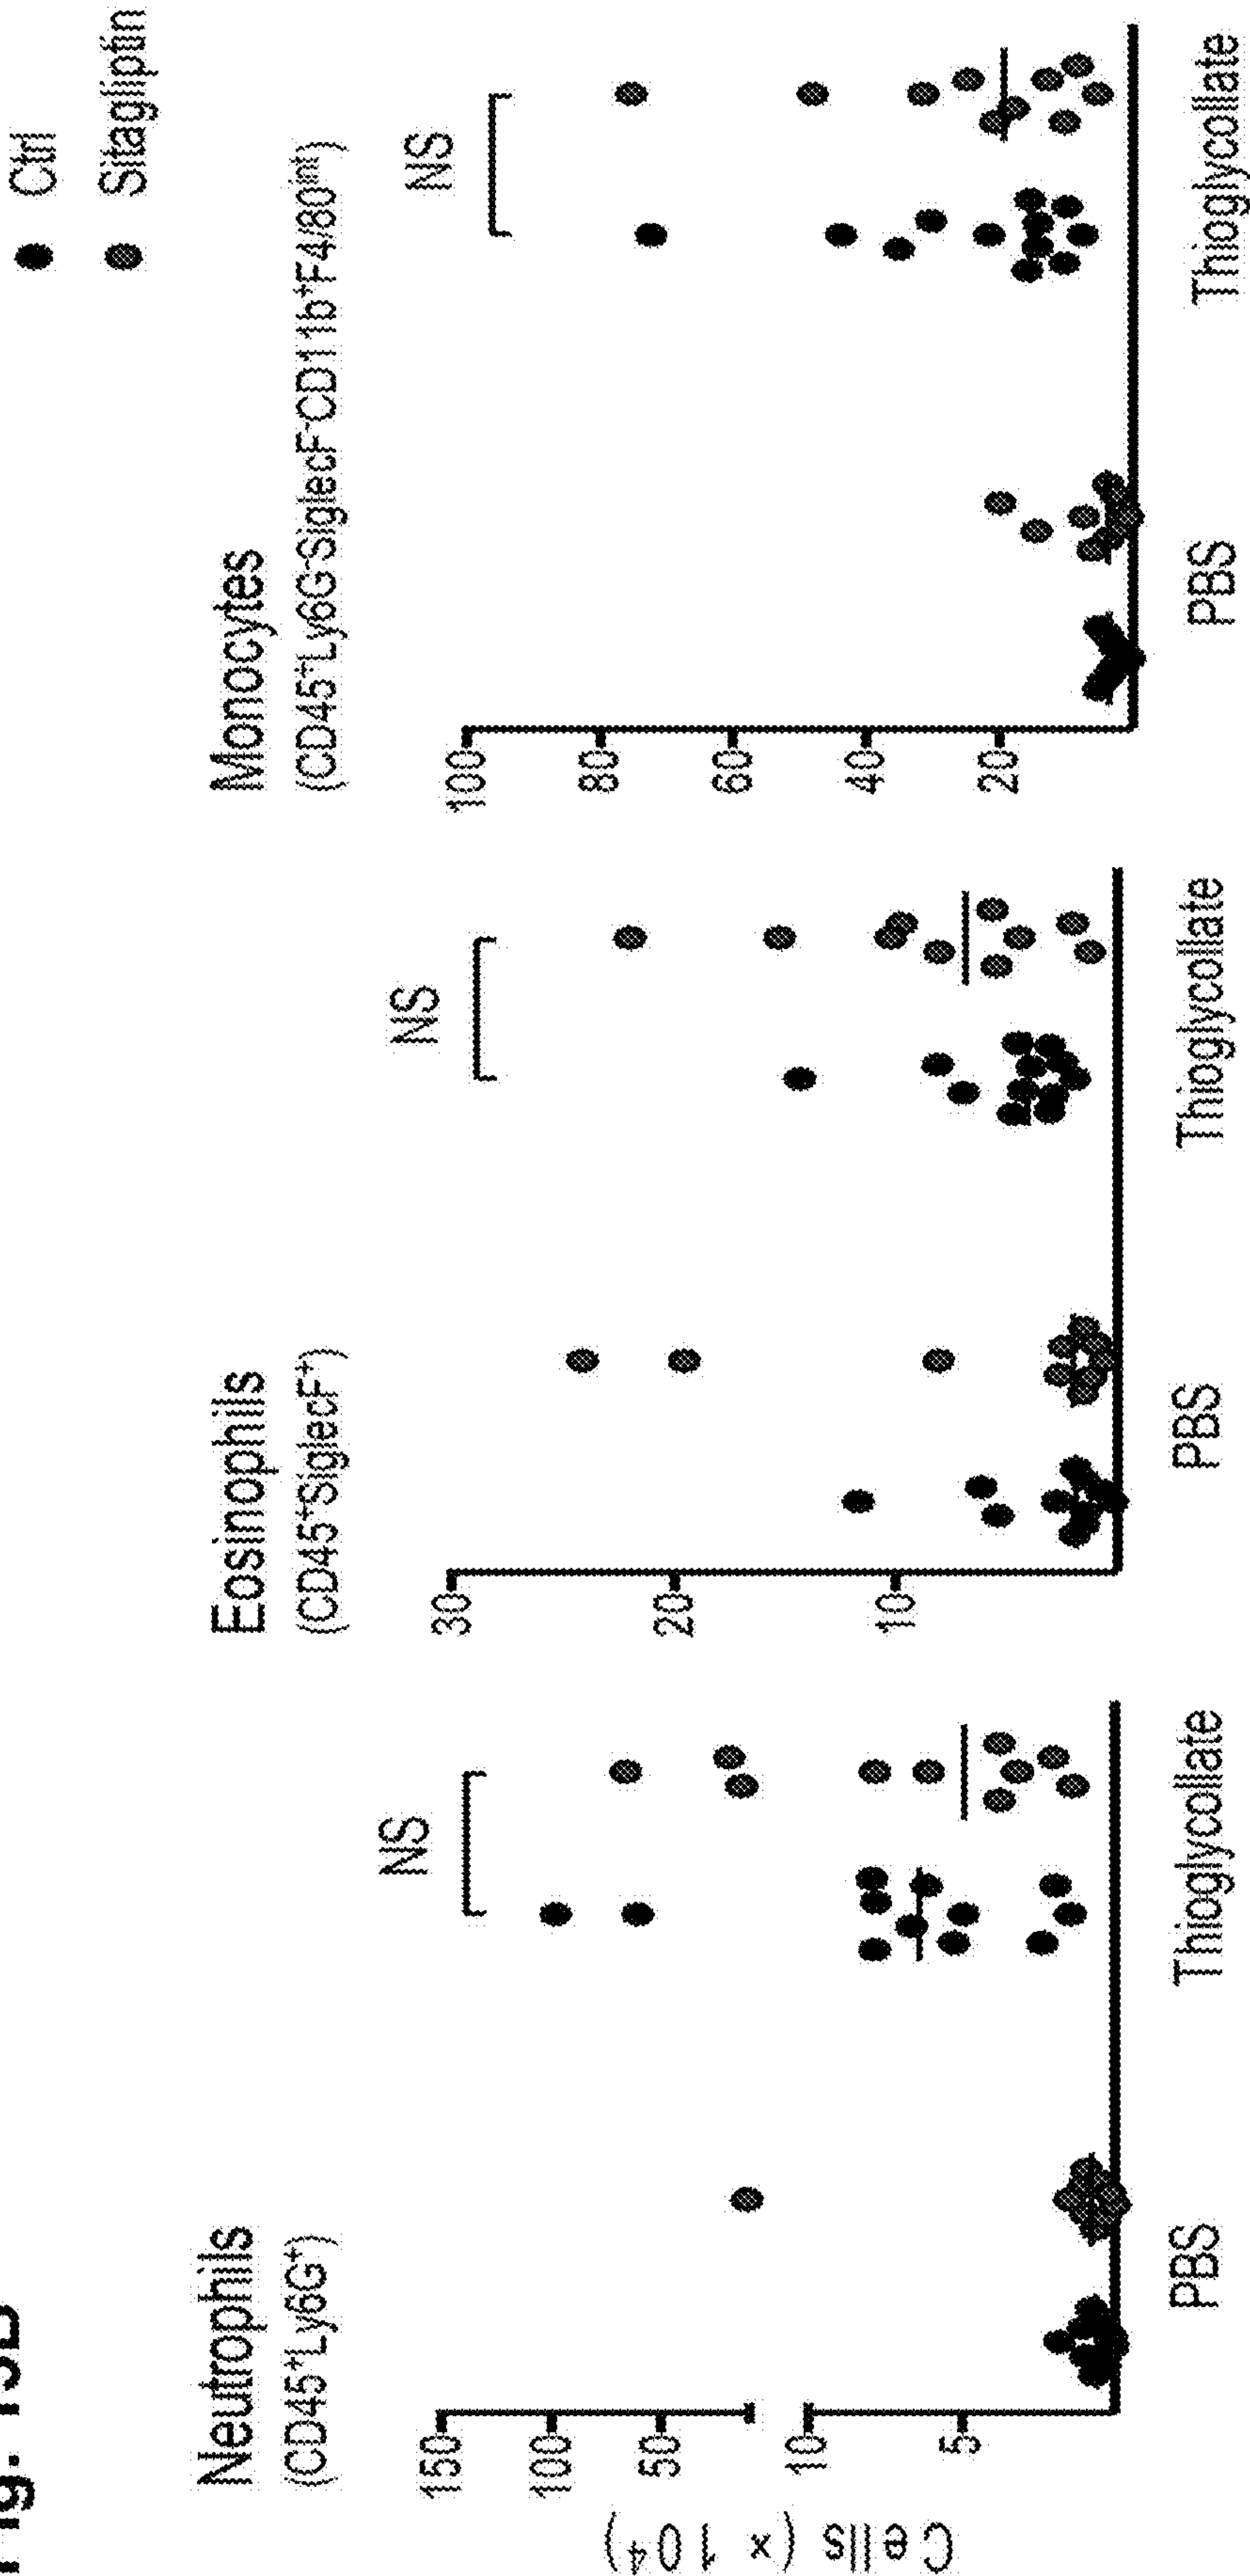 Ctrl
Sitagliptin
Neutrophils
(CD45⁺Ly6G⁺)
Cells (× 10⁴)
150
100
50
10
5
NS
PBS
Thioglycollate
Eosinophils
(CD45⁺SiglecF⁺)
30
20
10
NS
PBS
Thioglycollate
Monocytes
(CD45⁺Ly6G⁻SiglecF⁻CD11b⁺F4/80ⁱⁿᵗ)
100
80
60
40
20
NS
PBS
Thioglycollate